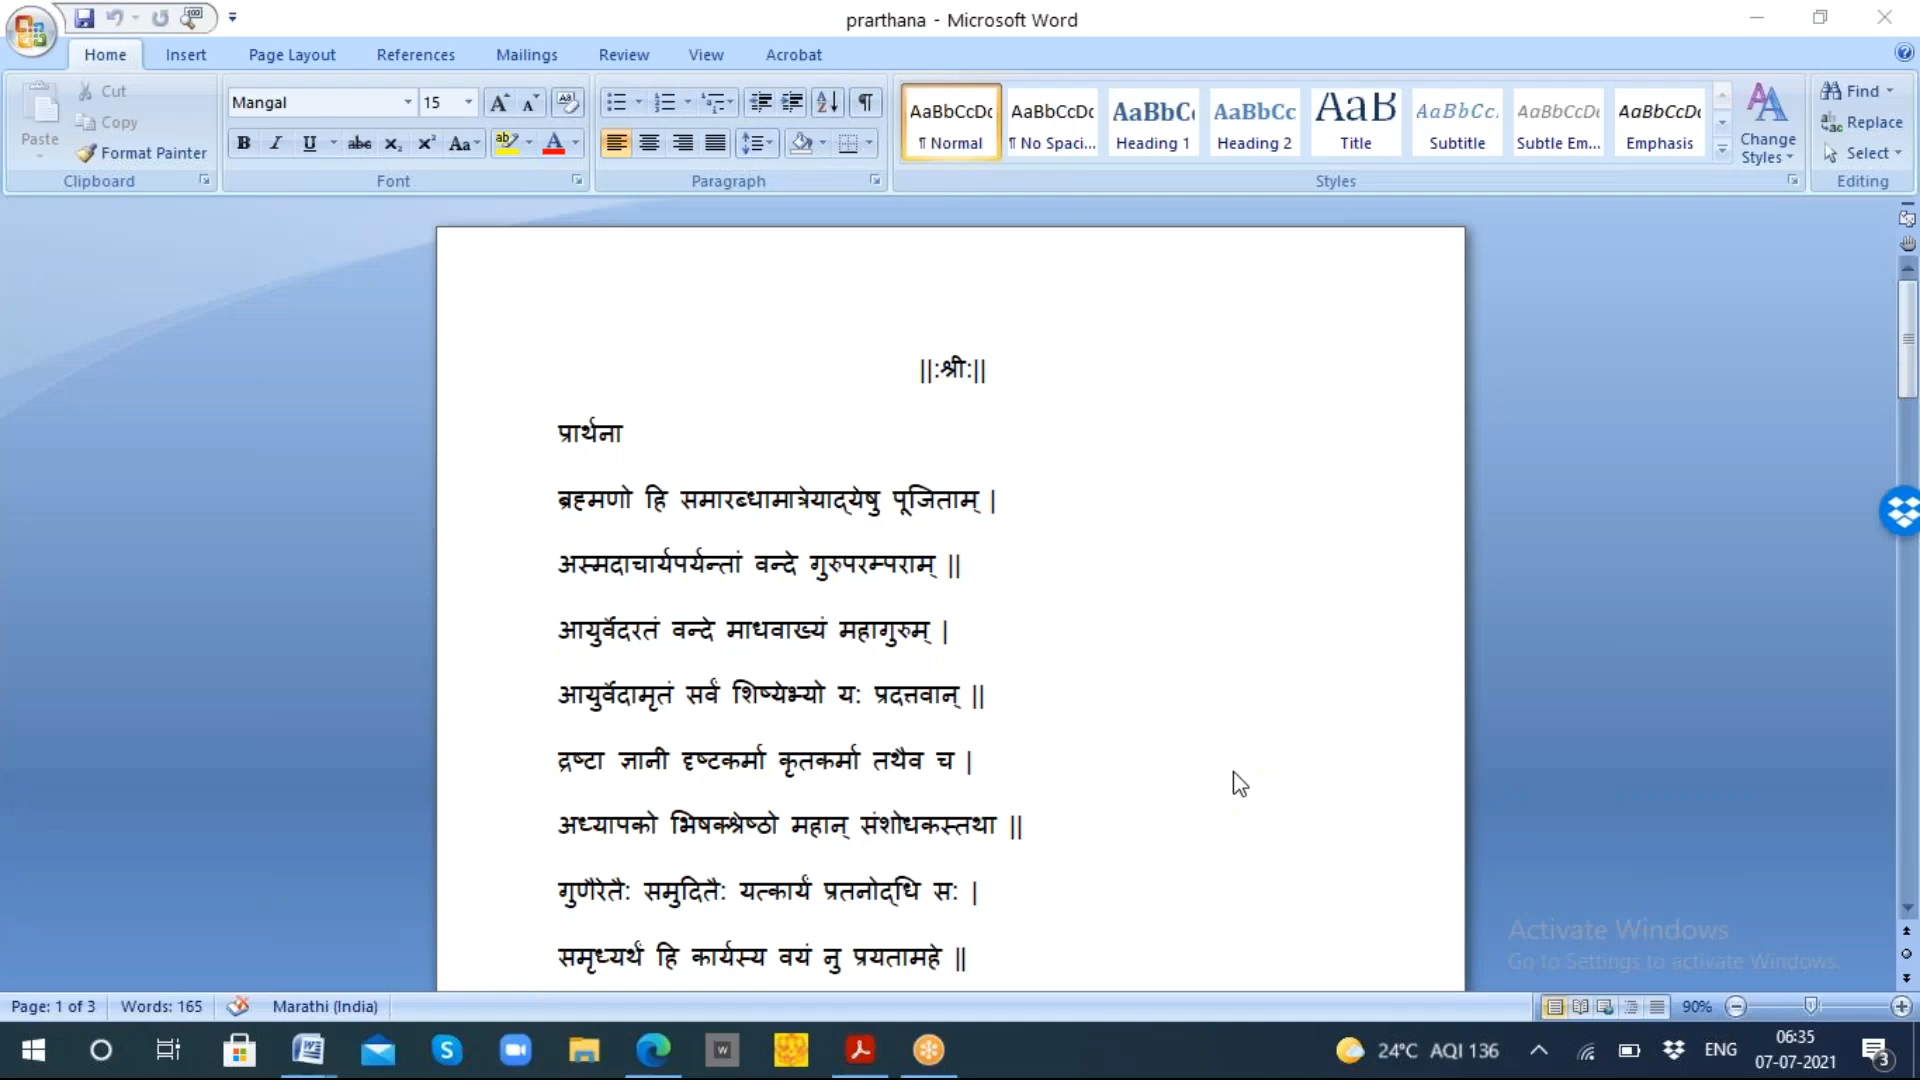 prarthana - Microsoft Word
Home Insert Page Layout References Mailings Review View Acrobat
Paste
Cut
Copy
Format Painter
Clipboard
Mangal 15
Font
Paragraph
AaBbCcDc AaBbCcDc AaBbC AaBbCc AaB AaBbCc. AaBbCcDc AaBbCcDc
¶ Normal ¶ No Spaci... Heading 1 Heading 2 Title Subtitle Subtle Em... Emphasis
Styles
Change Styles
Find
Replace
Select
Editing
||:श्री:||
प्रार्थना
ब्रह्मणो हि समारब्धामात्रेयाद्येषु पूजिताम् |
अस्मदाचार्यपर्यन्तां वन्दे गुरुपरम्पराम् ||
आयुर्वेदरतं वन्दे माधवाख्यं महागुरुम् |
आयुर्वेदामृतं सर्वं शिष्येभ्यो य: प्रदत्तवान् ||
द्रष्टा ज्ञानी दृष्टकर्मा कृतकर्मा तथैव च |
अध्यापको भिषक्श्रेष्ठो महान् संशोधकस्तथा ||
गुणैरेतै: समुदितै: यत्कार्यं प्रतनोद्धि स: |
समृध्यर्थं हि कार्यस्य वयं नु प्रयतामहे ||
Activate Windows
Go to Settings to activate Windows.
Page: 1 of 3 Words: 165 Marathi (India) 90%
24°C AQI 136 ENG 06:35
07-07-2021
3